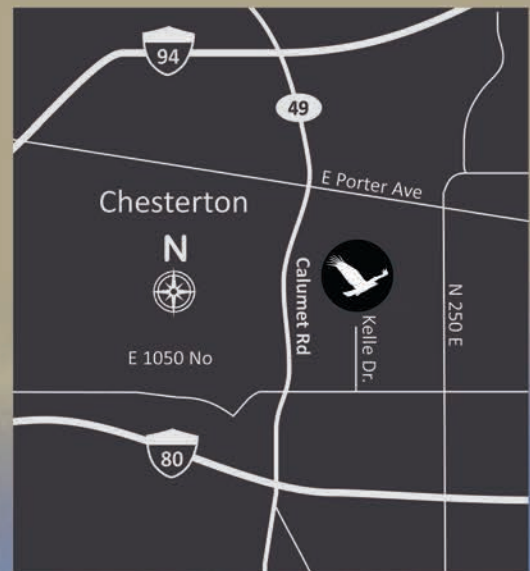 94
49
E Porter Ave
Chesterton
N
Calumet Rd
Kelle Dr.
N 250 E
E 1050 No
80